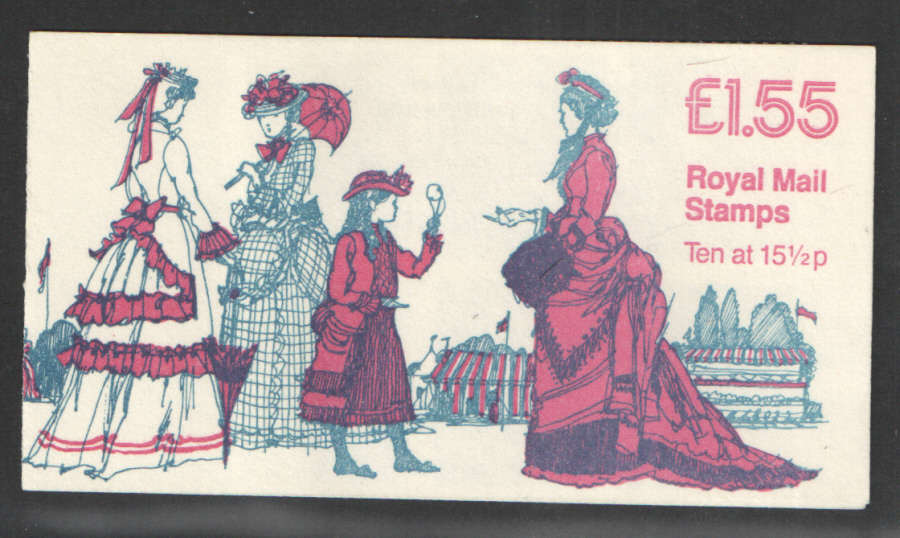 £1.55
Royal Mail
Stamps
Ten at 15½p